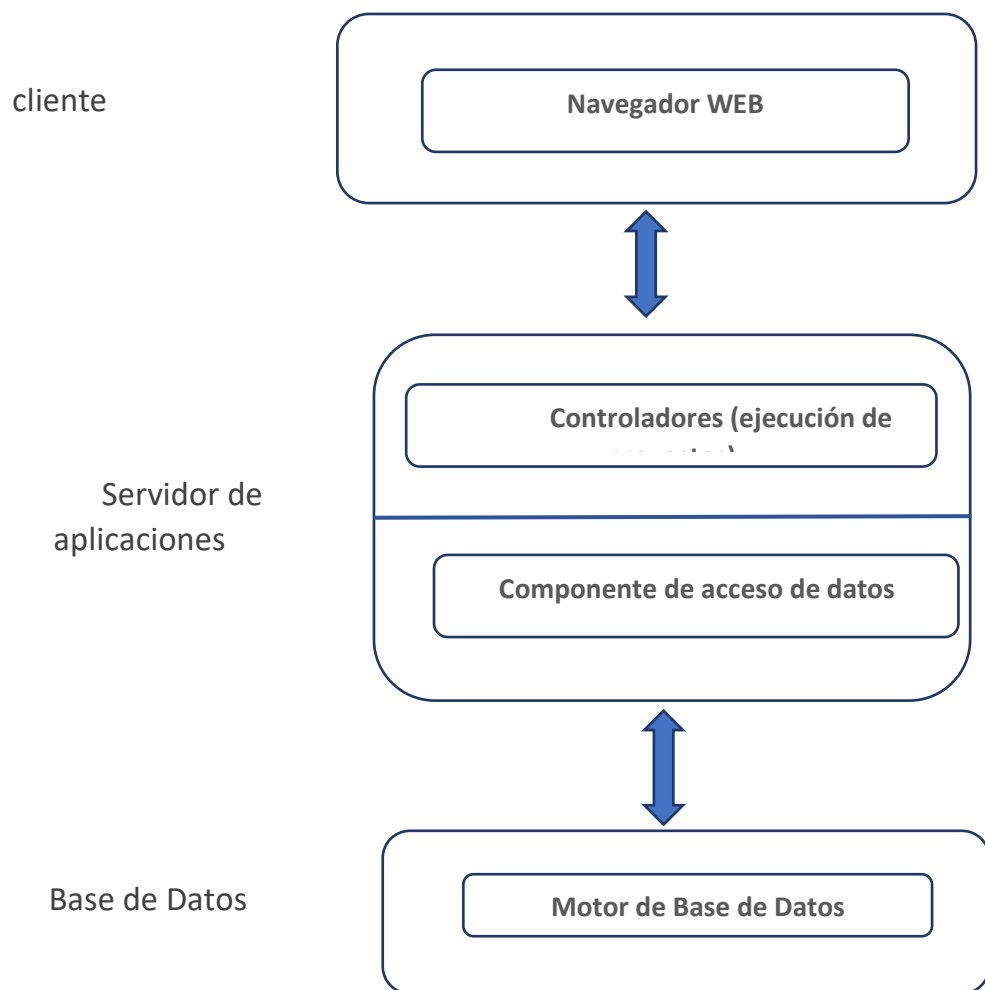 cliente
Navegador WEB
Controladores (ejecución de
Servidor de
aplicaciones
Componente de acceso de datos
Base de Datos
Motor de Base de Datos